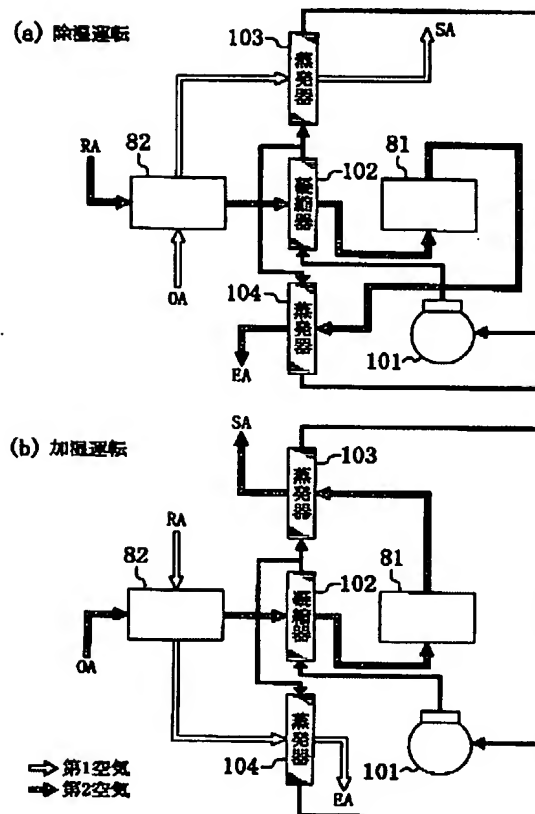 (a) 除湿運転
103
SA
蒸発器
RA
82
102
81
凝縮器
OA
104
蒸発器
101
EA
(b) 加湿運転
SA
103
蒸発器
RA
82
102
81
凝縮器
OA
蒸発器
104
101
EA
第1空気
第2空気